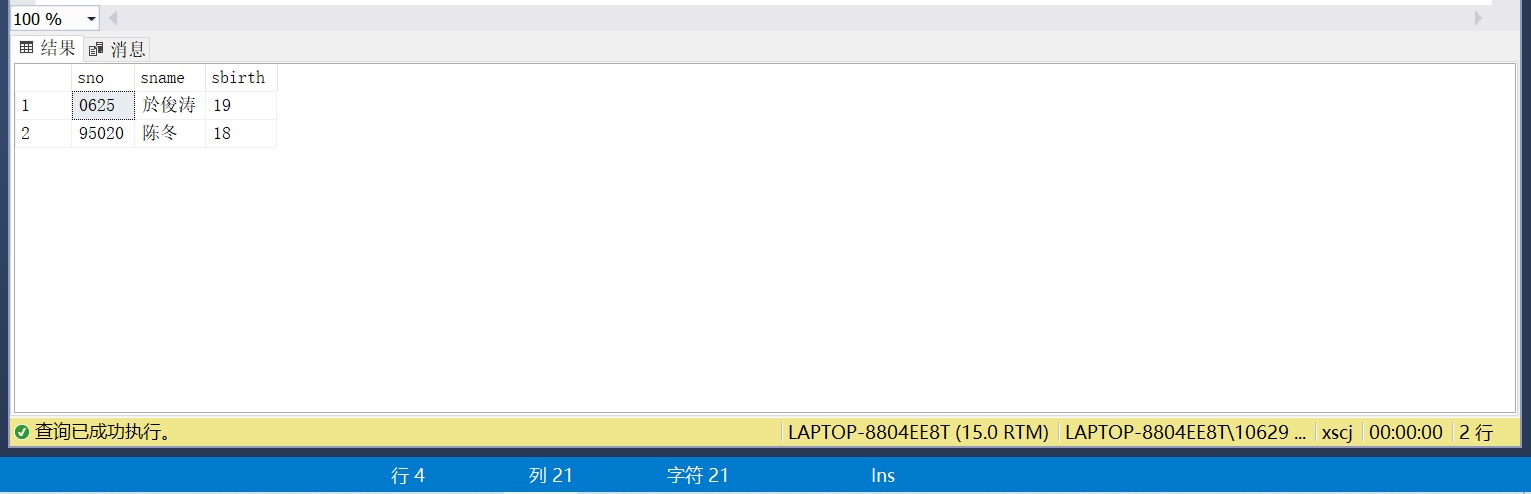 100 %
结果 消息
sno sname sbirth
1 0625 於俊涛 19
2 95020 陈冬 18
查询已成功执行。 LAPTOP-8804EE8T (15.0 RTM) LAPTOP-8804EE8T\10629 ... xscj 00:00:00 2 行
行 4 列 21 字符 21 Ins